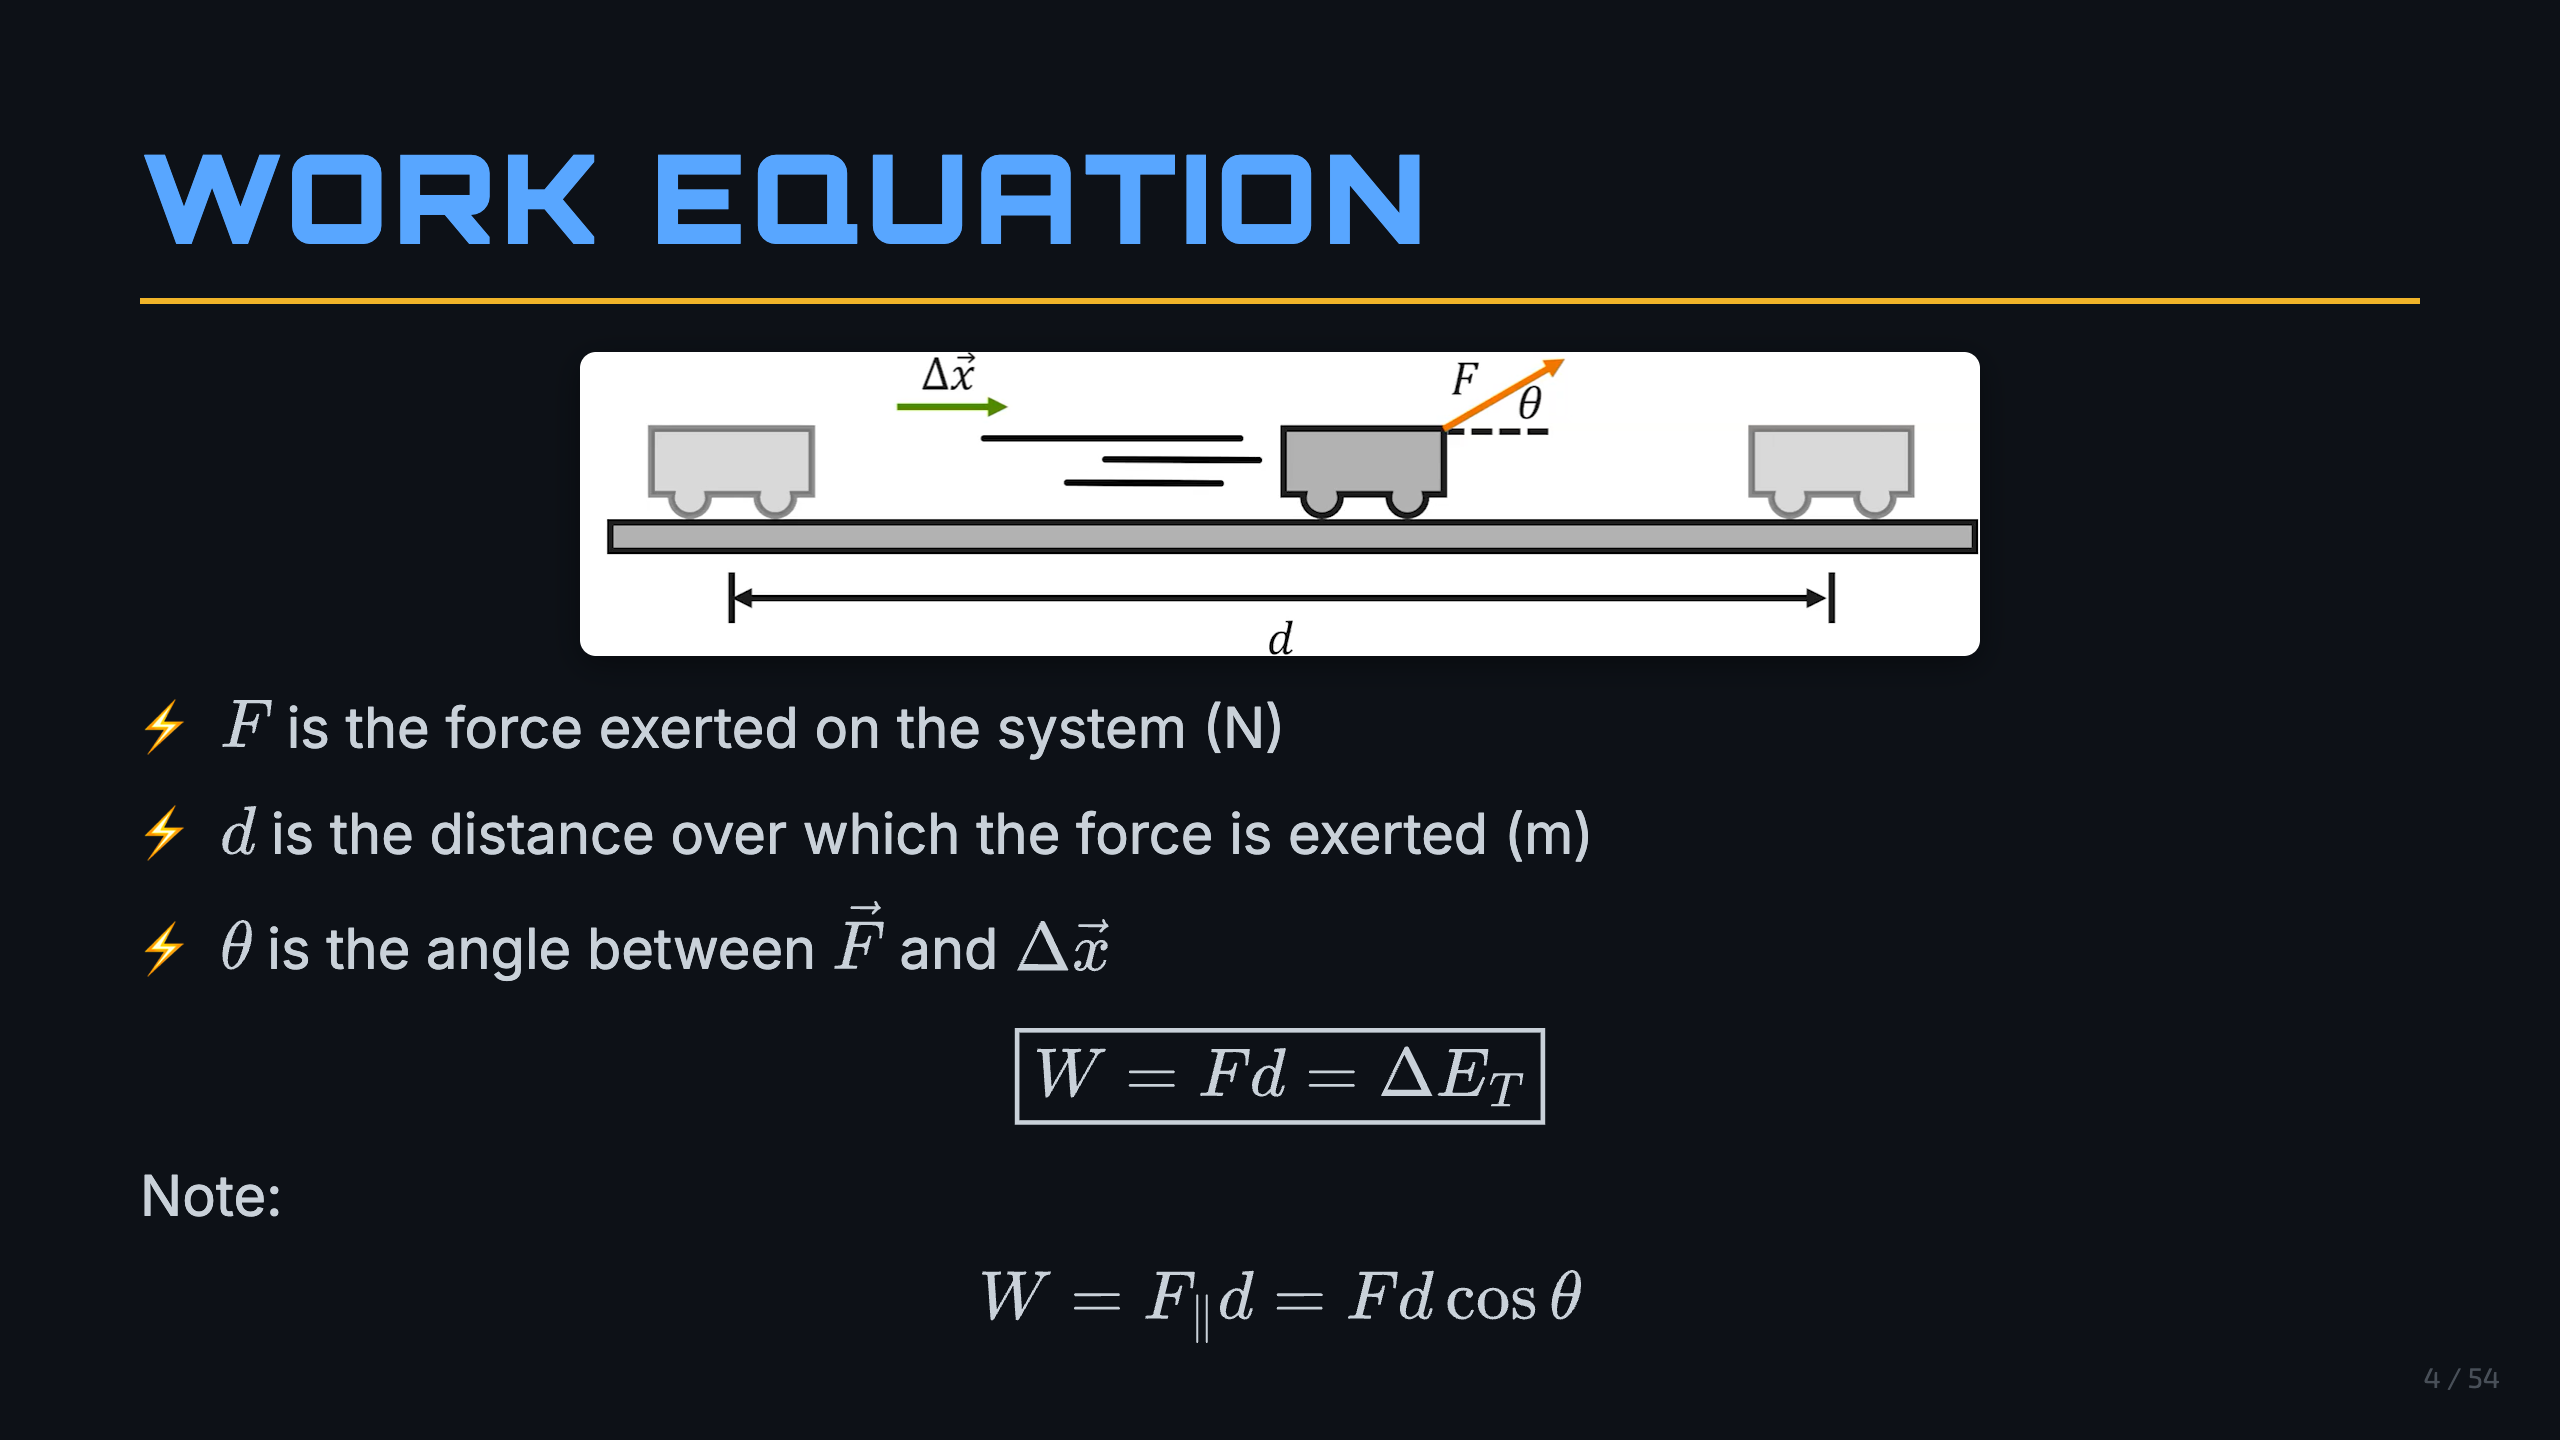 WORK EQUATION
Δx⃗
F
θ
d
⚡ F is the force exerted on the system (N)
⚡ d is the distance over which the force is exerted (m)
⚡ θ is the angle between F⃗ and Δx⃗
W = Fd = ΔE_T
Note:
W = F_∥d = Fd cos θ
4 / 54